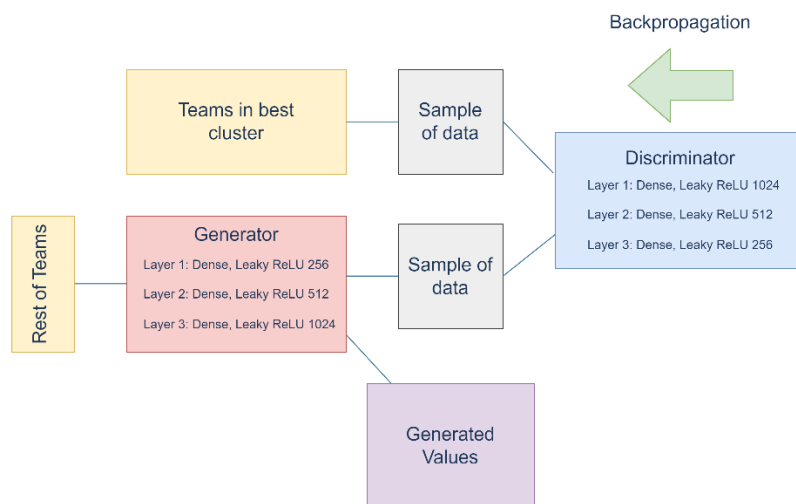 Backpropagation
Teams in best
cluster
Sample
of data
Discriminator
Layer 1: Dense, Leaky ReLU 1024
Layer 2: Dense, Leaky ReLU 512
Layer 3: Dense, Leaky ReLU 256
Rest of Teams
Generator
Layer 1: Dense, Leaky ReLU 256
Layer 2: Dense, Leaky ReLU 512
Layer 3: Dense, Leaky ReLU 1024
Sample of
data
Generated
Values